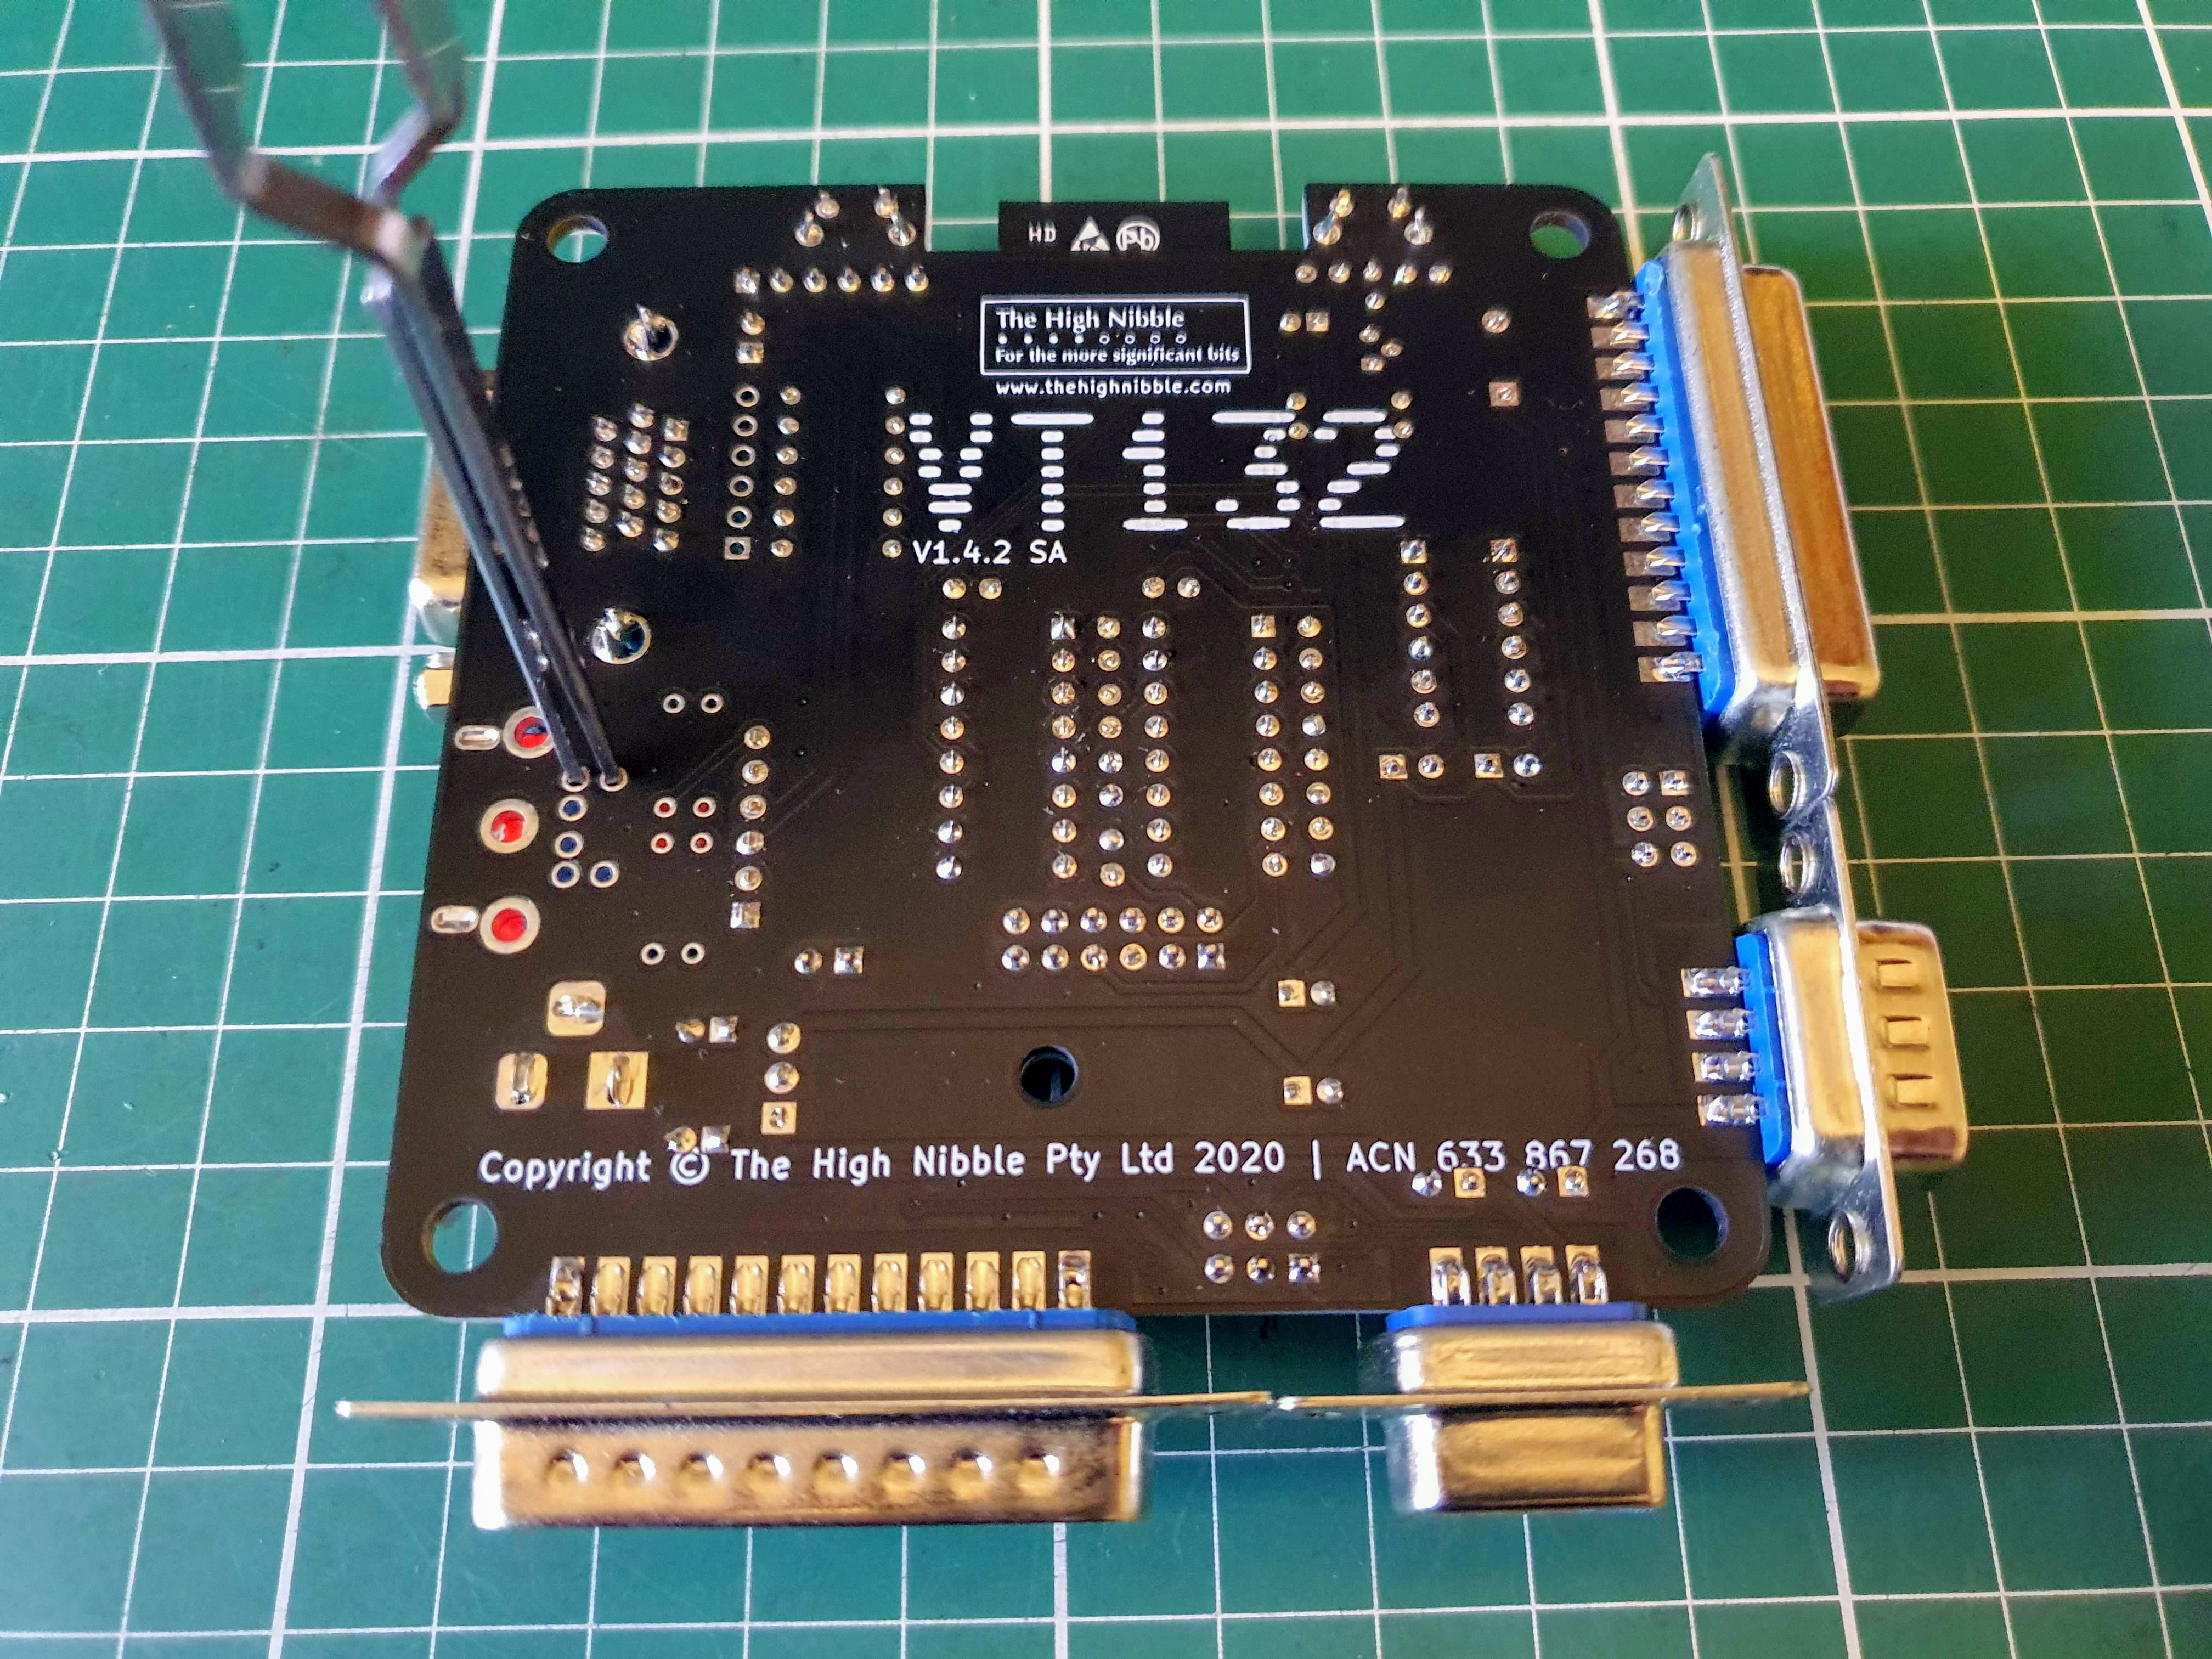 HD
The High Nibble
For the more significant bits
www.thehighnibble.com
VT132
V1.4.2 SA
Copyright © The High Nibble Pty Ltd 2020 | ACN 633 867 268